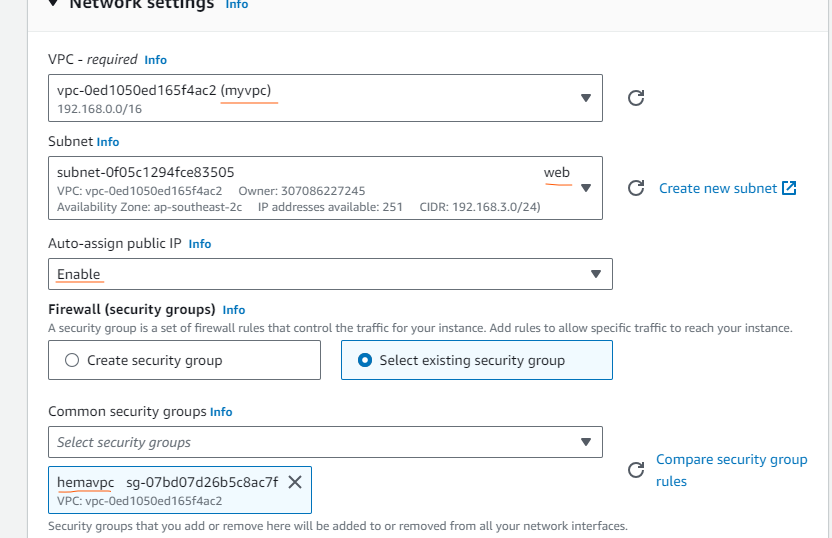 Network settings Info
VPC - required Info
vpc-0ed1050ed165f4ac2 (myvpc)
192.168.0.0/16
Subnet Info
subnet-0f05c1294fce83505 web
VPC: vpc-0ed1050ed165f4ac2 Owner: 307086227245
Availability Zone: ap-southeast-2c IP addresses available: 251 CIDR: 192.168.3.0/24)
Create new subnet
Auto-assign public IP Info
Enable
Firewall (security groups) Info
A security group is a set of firewall rules that control the traffic for your instance. Add rules to allow specific traffic to reach your instance.
Create security group
Select existing security group
Common security groups Info
Select security groups
Compare security group
rules
hemavpc sg-07bd07d26b5c8ac7f
VPC: vpc-0ed1050ed165f4ac2
Security groups that you add or remove here will be added to or removed from all your network interfaces.